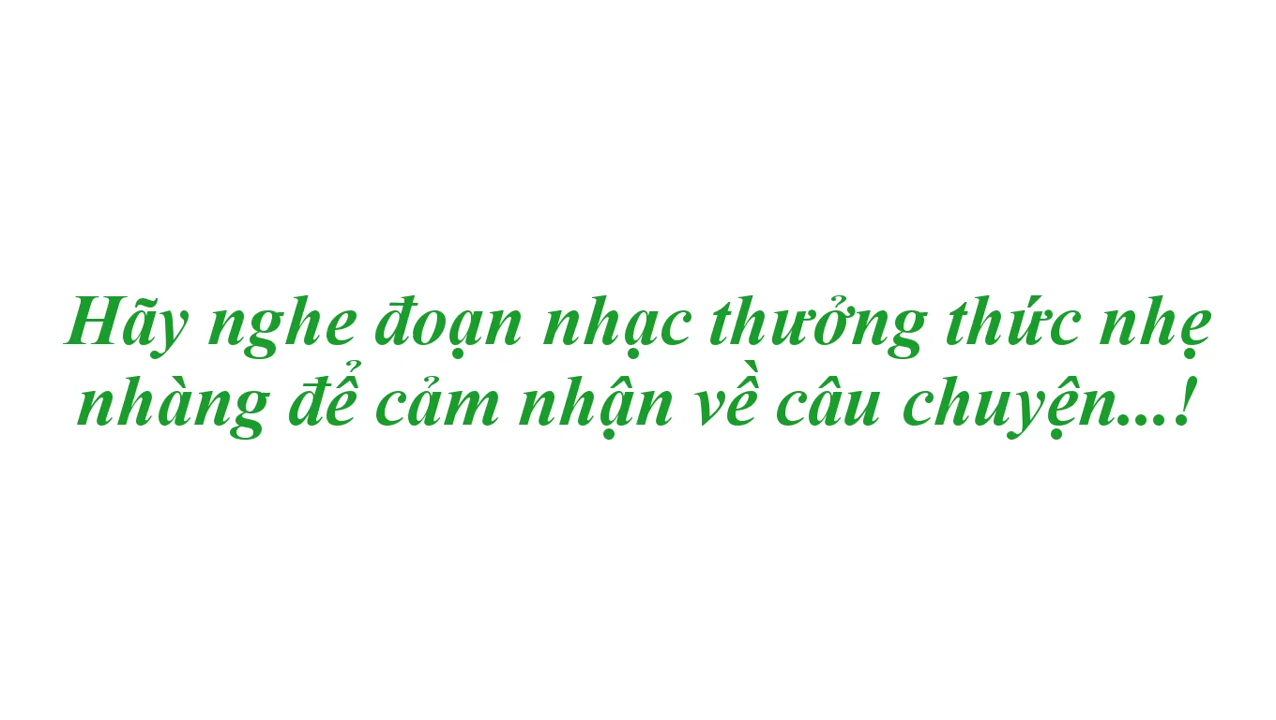 Hãy nghe đoạn nhạc thưởng thức nhẹ
nhàng để cảm nhận về câu chuyện...!